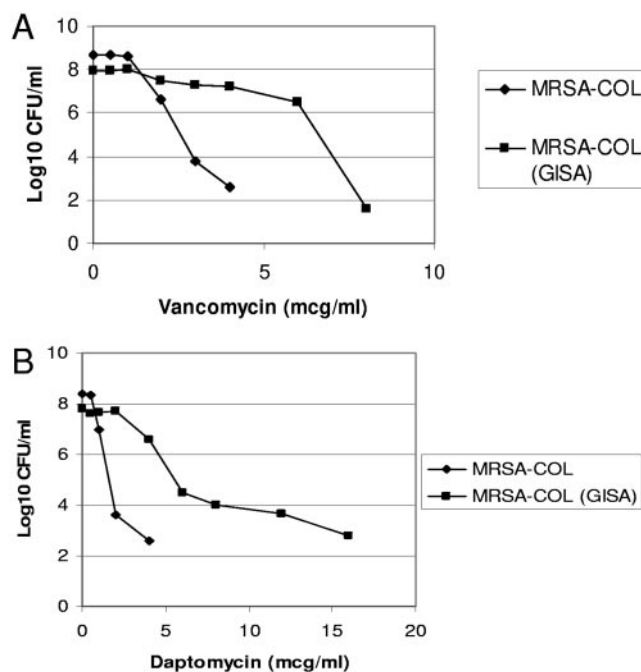 A
10
8
6
4
2
0
Log10 CFU/ml
0 5 10
Vancomycin (mcg/ml)
MRSA-COL
MRSA-COL
(GISA)
B
10
8
6
4
2
0
Log10 CFU/ml
0 5 10 15 20
Daptomycin (mcg/ml)
MRSA-COL
MRSA-COL (GISA)